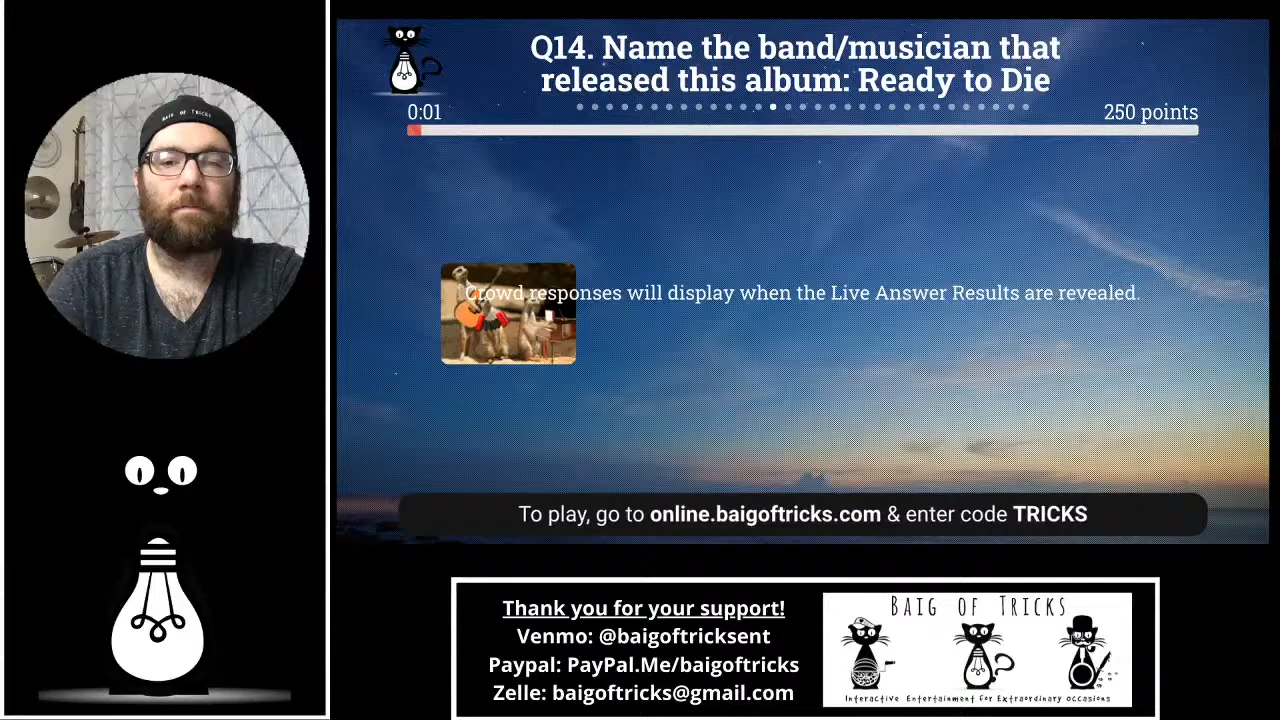 BAIG OF TRICKS
Q14. Name the band/musician that
released this album: Ready to Die
0:01
250 points
Crowd responses will display when the Live Answer Results are revealed.
To play, go to online.baigoftricks.com & enter code TRICKS
Thank you for your support!
Venmo: @baigoftricksent
Paypal: PayPal.Me/baigoftricks
Zelle: baigoftricks@gmail.com
BAIG OF TRICKS
Interactive Entertainment for Extraordinary Occasions